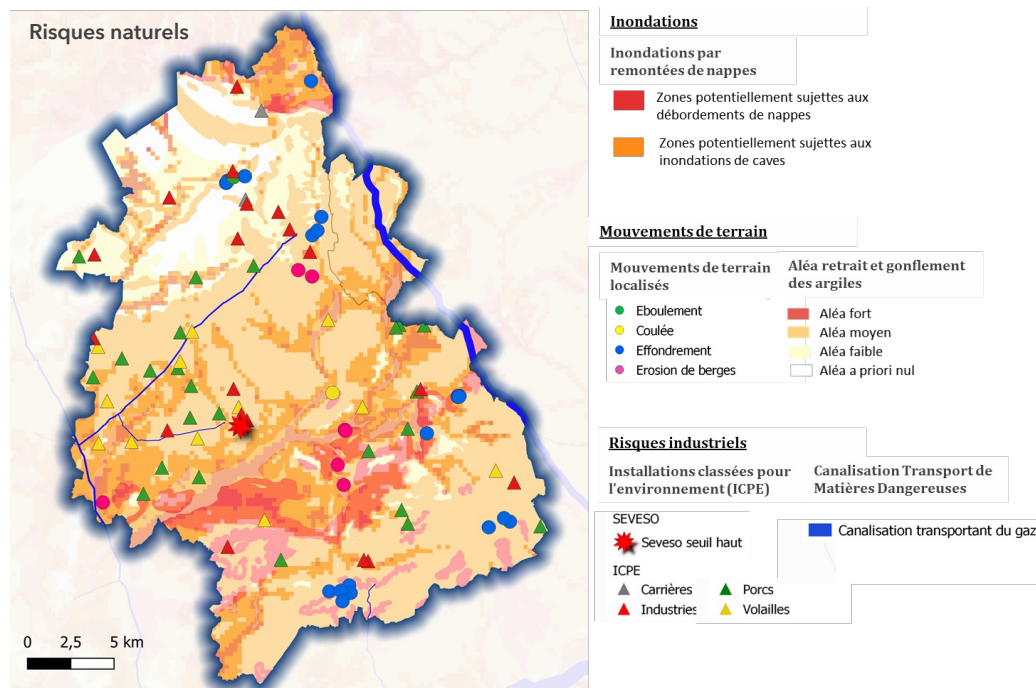 Risques naturels
0 2,5 5 km
Inondations
Inondations par
remontées de nappes
Zones potentiellement sujettes aux
débordements de nappes
Zones potentiellement sujettes aux
inondations de caves
Mouvements de terrain
Mouvements de terrain
localisés
Eboulement
Coulée
Effondrement
Erosion de berges
Aléa retrait et gonflement
des argiles
Aléa fort
Aléa moyen
Aléa faible
Aléa a priori nul
Risques industriels
Installations classées pour
l'environnement (ICPE)
SEVESO
Seveso seuil haut
ICPE
Carrières
Porcs
Industries
Volailles
Canalisation Transport de
Matières Dangereuses
Canalisation transportant du gaz